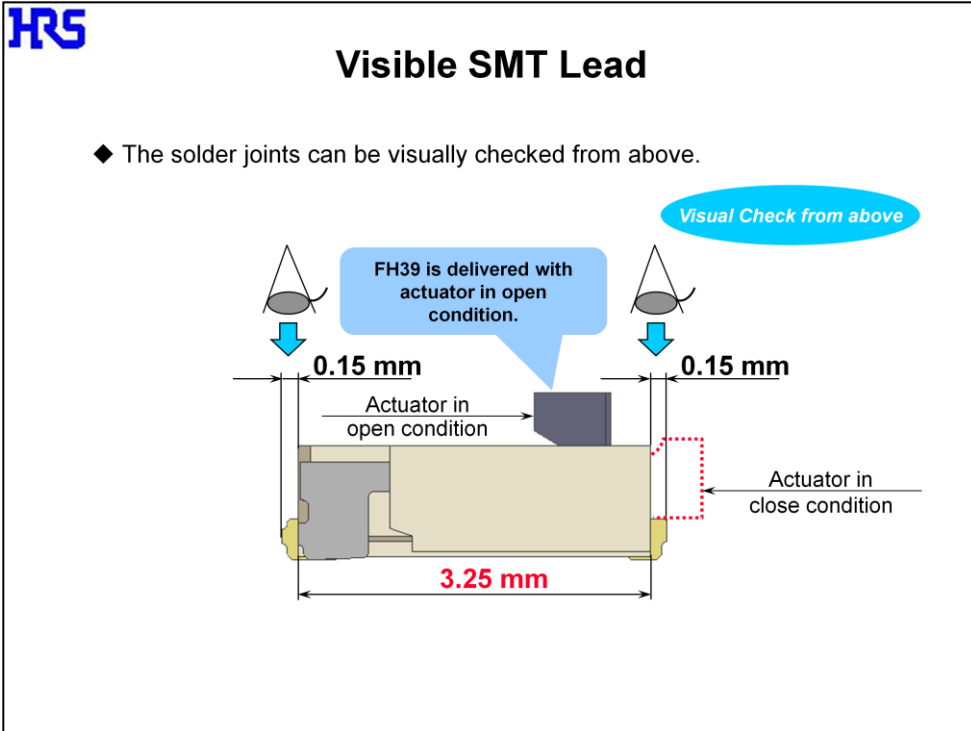 HRS
Visible SMT Lead
◆ The solder joints can be visually checked from above.
Visual Check from above
FH39 is delivered with
actuator in open
condition.
0.15 mm
0.15 mm
Actuator in
open condition
Actuator in
close condition
3.25 mm